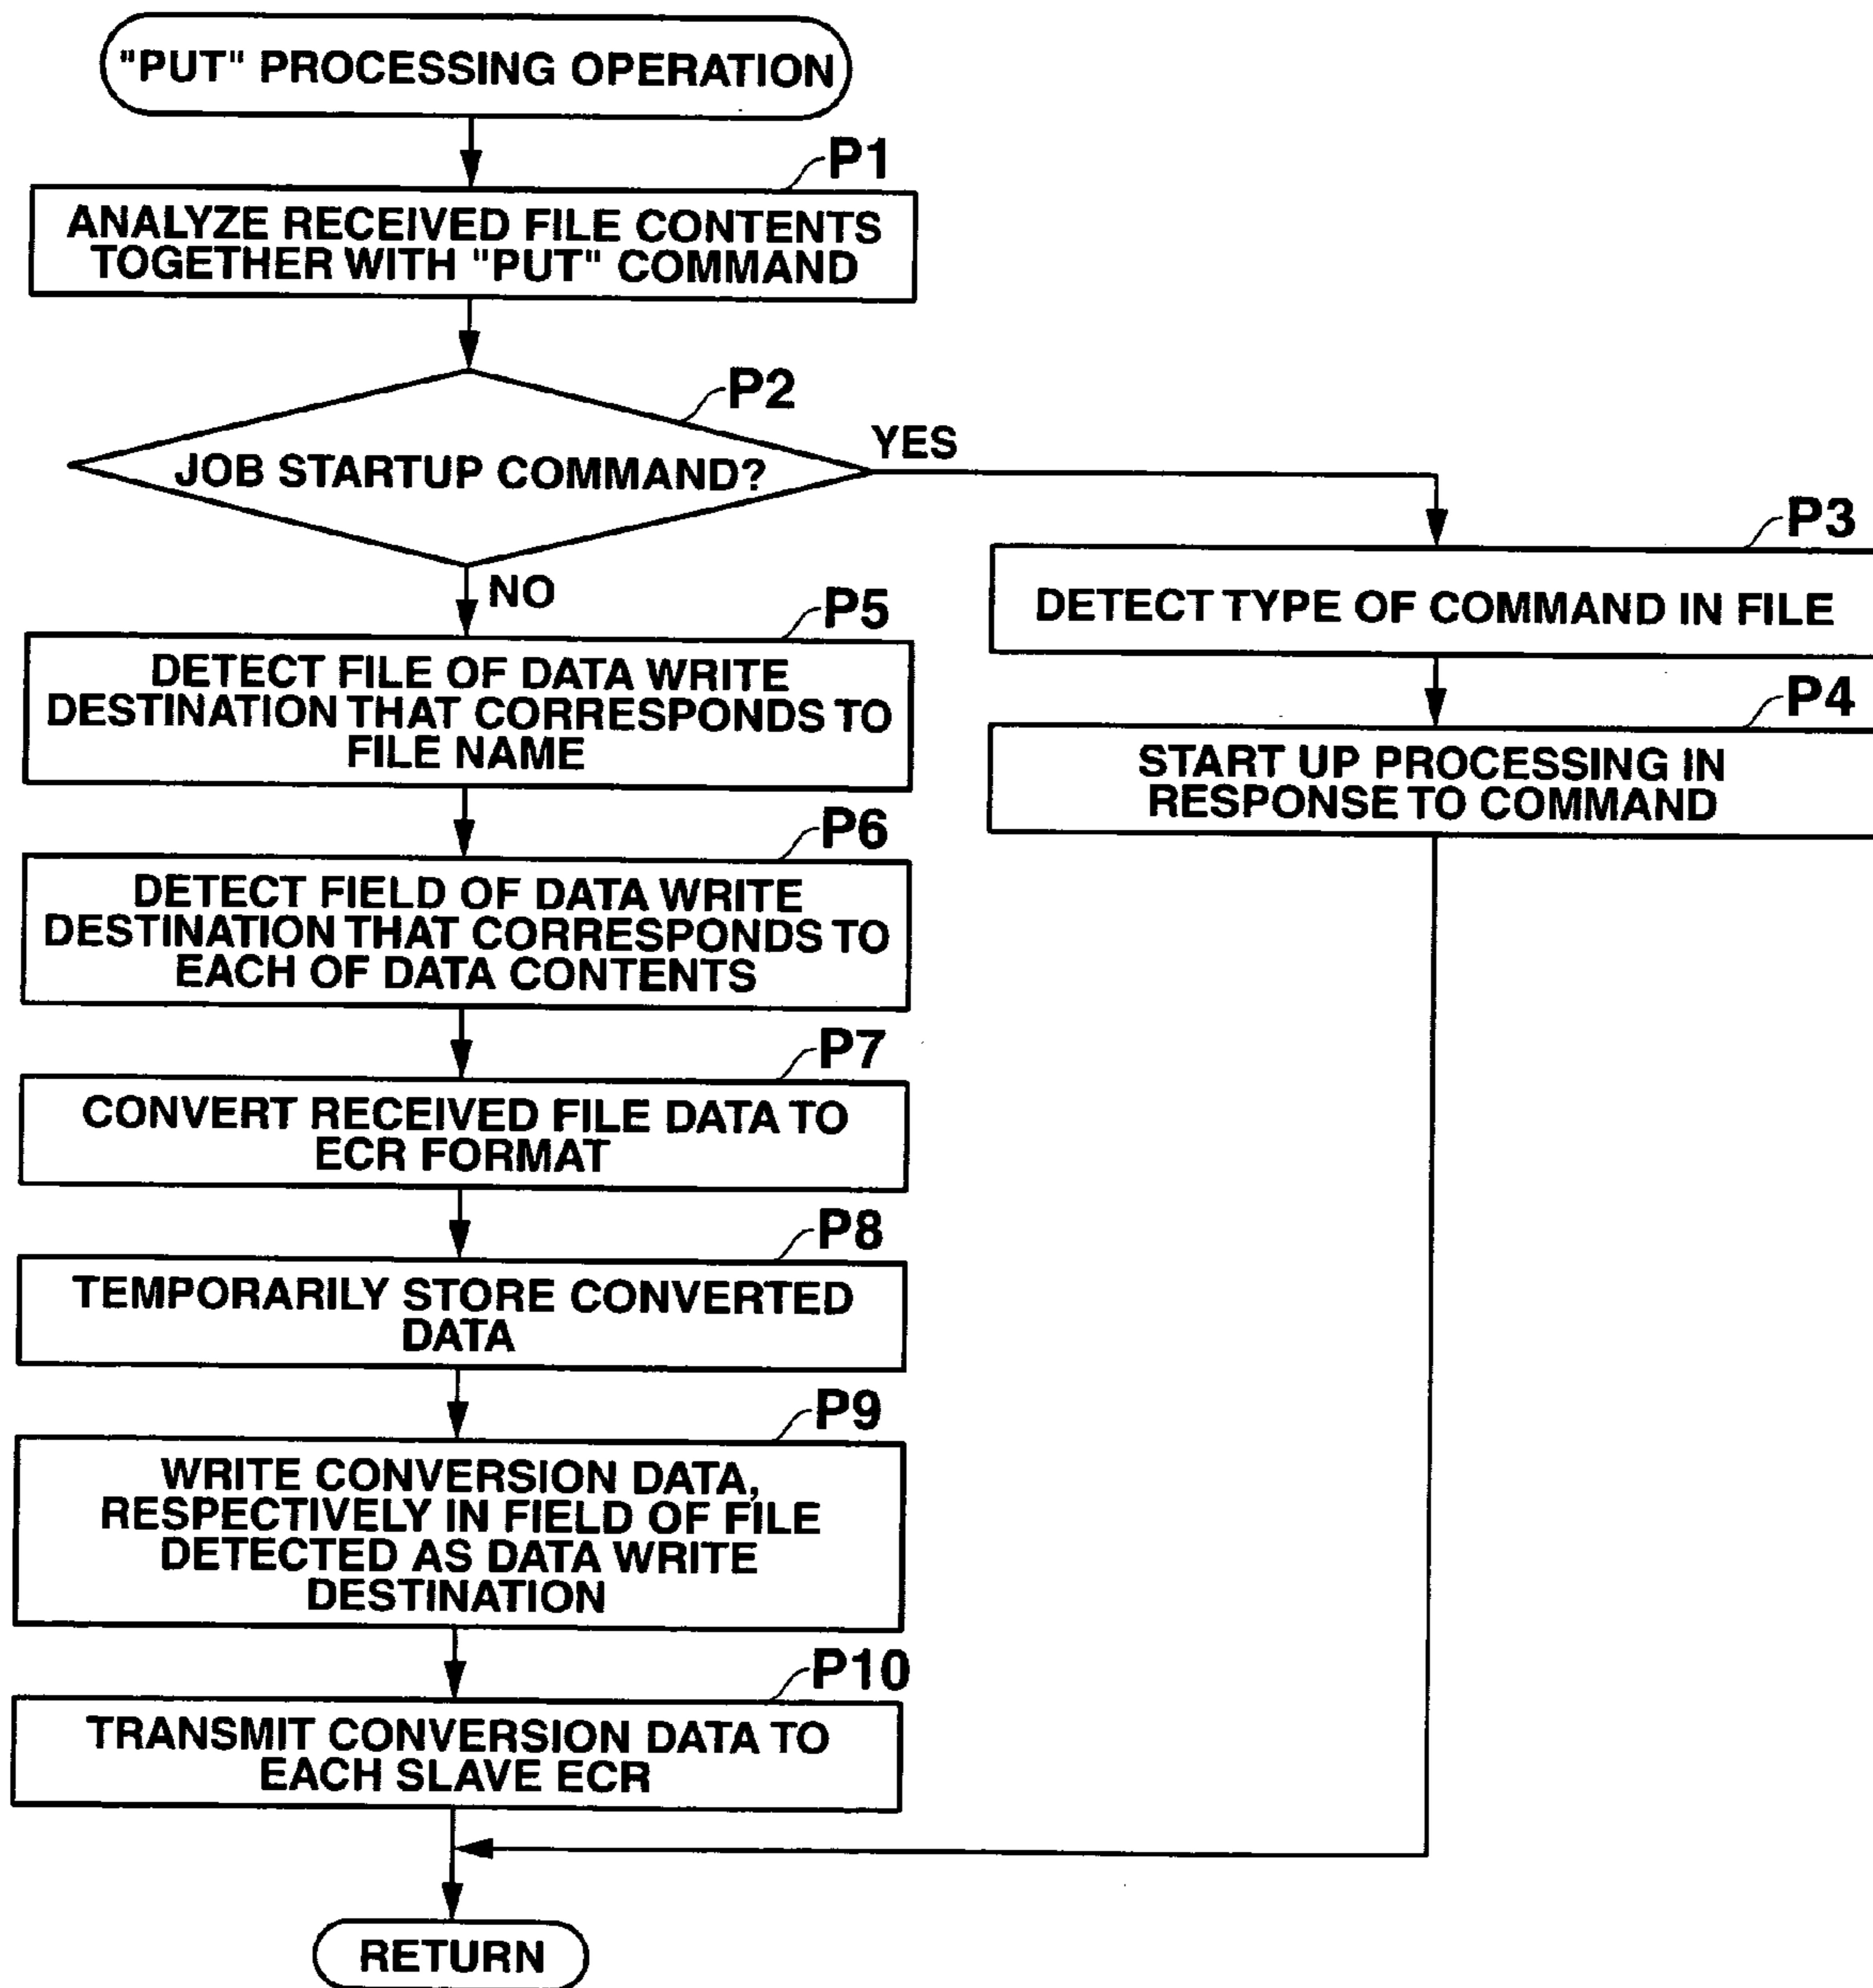 "PUT" PROCESSING OPERATION
P1
ANALYZE RECEIVED FILE CONTENTS
TOGETHER WITH "PUT" COMMAND
P2
JOB STARTUP COMMAND?
YES
NO
P3
DETECT TYPE OF COMMAND IN FILE
P4
START UP PROCESSING IN
RESPONSE TO COMMAND
P5
DETECT FILE OF DATA WRITE
DESTINATION THAT CORRESPONDS TO
FILE NAME
P6
DETECT FIELD OF DATA WRITE
DESTINATION THAT CORRESPONDS TO
EACH OF DATA CONTENTS
P7
CONVERT RECEIVED FILE DATA TO
ECR FORMAT
P8
TEMPORARILY STORE CONVERTED
DATA
P9
WRITE CONVERSION DATA,
RESPECTIVELY IN FIELD OF FILE
DETECTED AS DATA WRITE
DESTINATION
P10
TRANSMIT CONVERSION DATA TO
EACH SLAVE ECR
RETURN